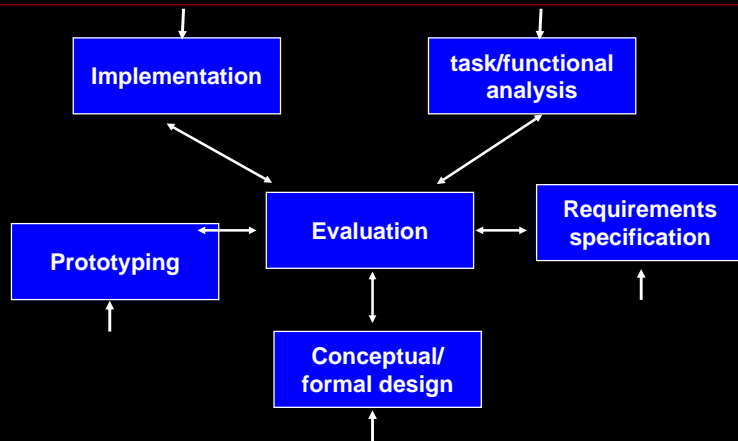 Implementation
task/functional
analysis
Evaluation
Requirements
specification
Prototyping
Conceptual/
formal design